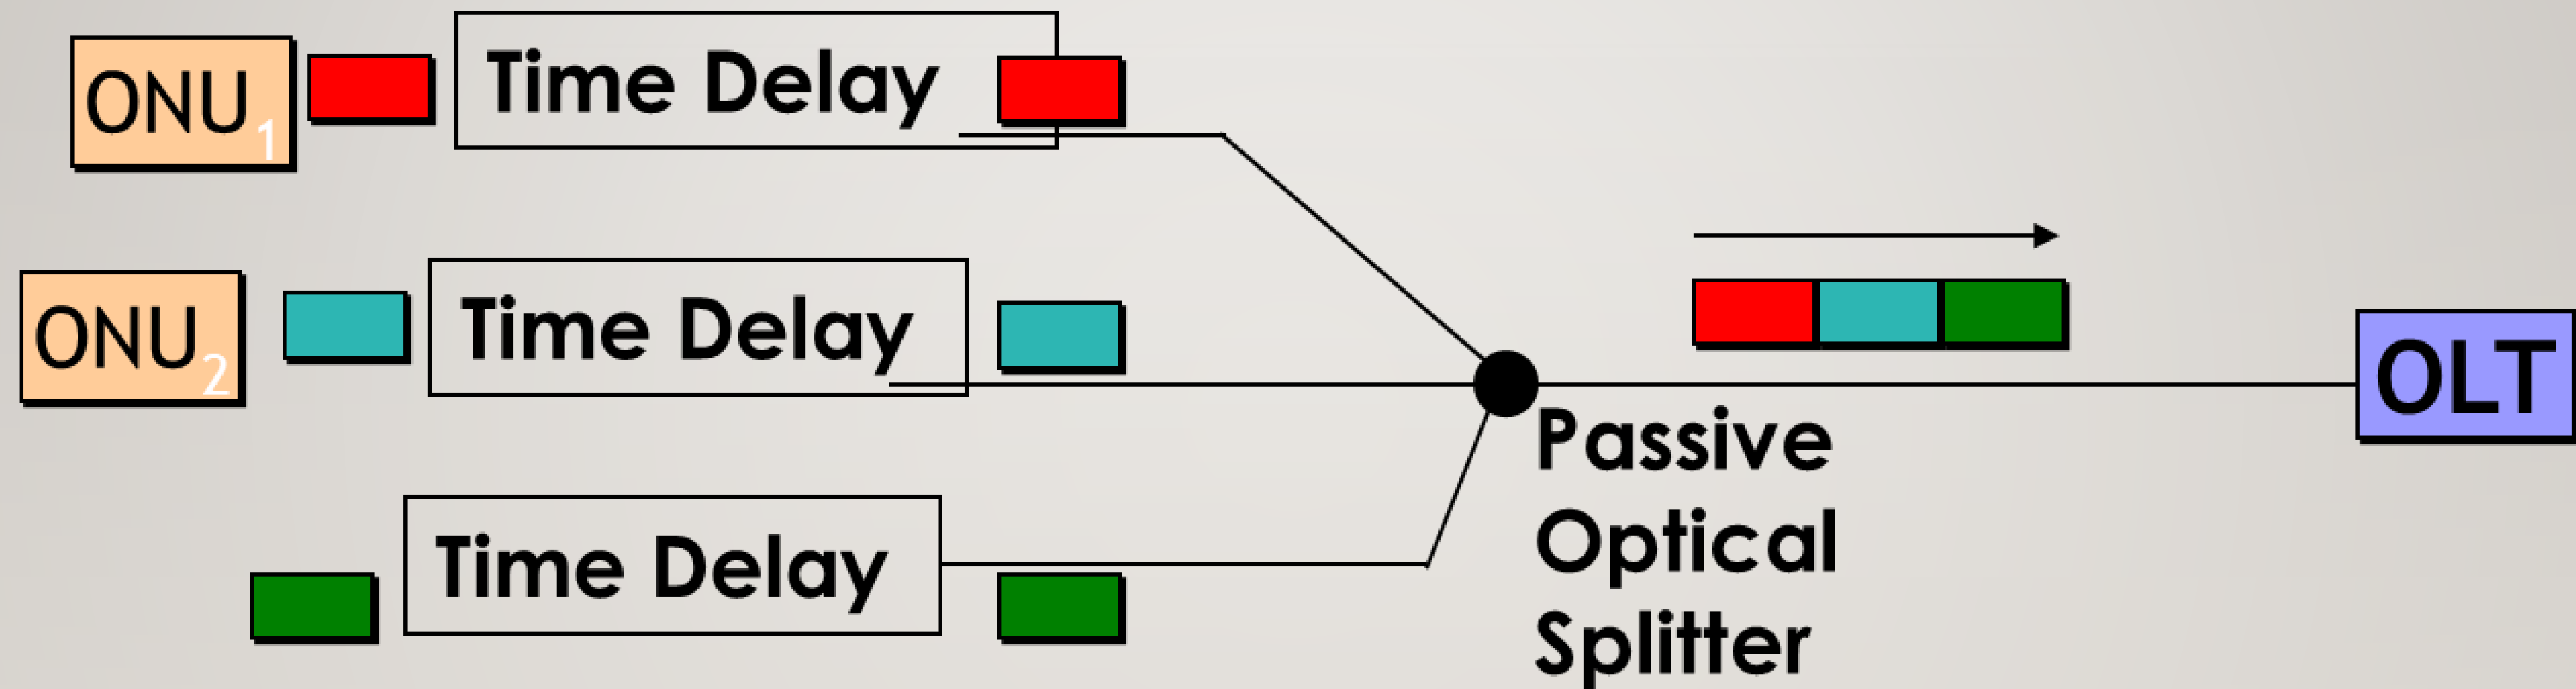 ONU1
Time Delay
ONU2
Time Delay
OLT
Time Delay
Passive
Optical
Splitter